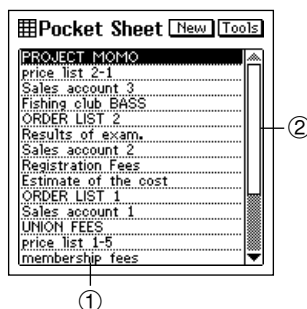 Pocket Sheet New Tools
PROJECT MOMO
price list 2-1
Sales account 3
Fishing club BASS
ORDER LIST 2
Results of exam.
Sales account 2
Registration Fees
Estimate of the cost
ORDER LIST 1
Sales account 1
UNION FEES
price list 1-5
membership fees
②
①